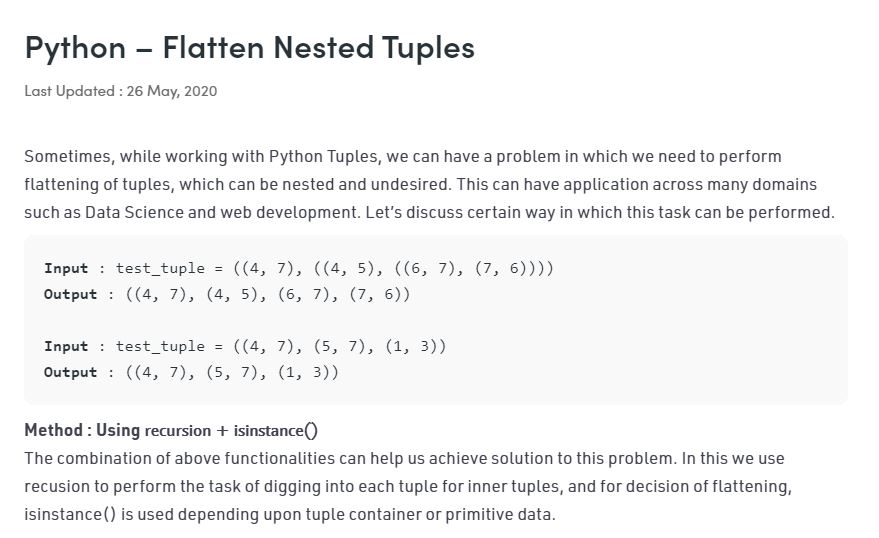 Python – Flatten Nested Tuples
Last Updated : 26 May, 2020
Sometimes, while working with Python Tuples, we can have a problem in which we need to perform
flattening of tuples, which can be nested and undesired. This can have application across many domains
such as Data Science and web development. Let’s discuss certain way in which this task can be performed.
Input : test_tuple = ((4, 7), ((4, 5), ((6, 7), (7, 6))))
Output : ((4, 7), (4, 5), (6, 7), (7, 6))
Input : test_tuple = ((4, 7), (5, 7), (1, 3))
Output : ((4, 7), (5, 7), (1, 3))
Method : Using recursion + isinstance()
The combination of above functionalities can help us achieve solution to this problem. In this we use
recusion to perform the task of digging into each tuple for inner tuples, and for decision of flattening,
isinstance() is used depending upon tuple container or primitive data.